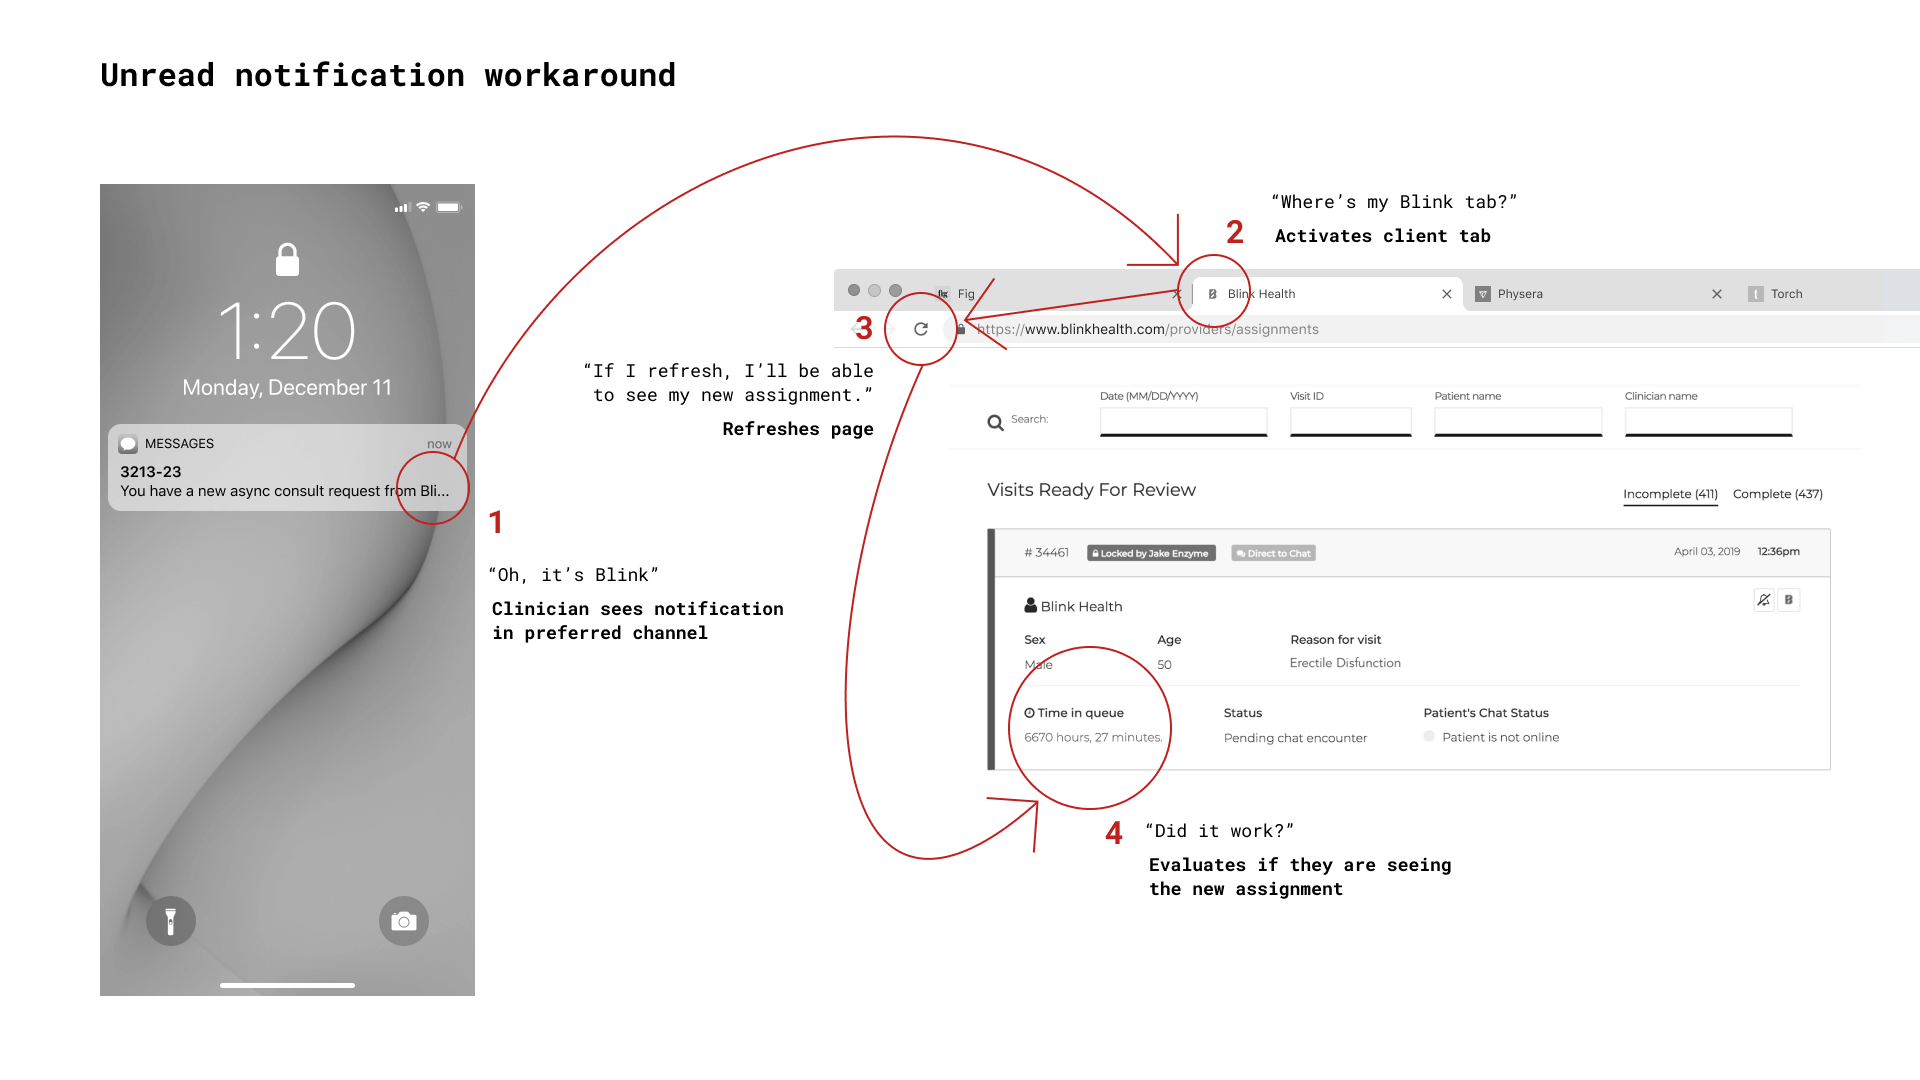 Unread notification workaround
1:20
Monday, December 11
MESSAGES
now
3213-23
You have a new async consult request from Bli...
1
“Oh, it’s Blink”
Clinician sees notification
in preferred channel
“Where’s my Blink tab?”
2
Activates client tab
Fig
Blink Health
Physera
Torch
3
https://www.blinkhealth.com/providers/assignments
“If I refresh, I’ll be able
to see my new assignment.”
Refreshes page
Search:
Date (MM/DD/YYYY)
Visit ID
Patient name
Clinician name
Visits Ready For Review
Incomplete (411)
Complete (437)
# 34461
Locked by Jake Enzyme
Direct to Chat
April 03, 2019
12:36pm
Blink Health
Sex
Age
Reason for visit
Male
50
Erectile Disfunction
Time in queue
Status
Patient's Chat Status
6670 hours, 27 minutes.
Pending chat encounter
Patient is not online
4
“Did it work?”
Evaluates if they are seeing
the new assignment